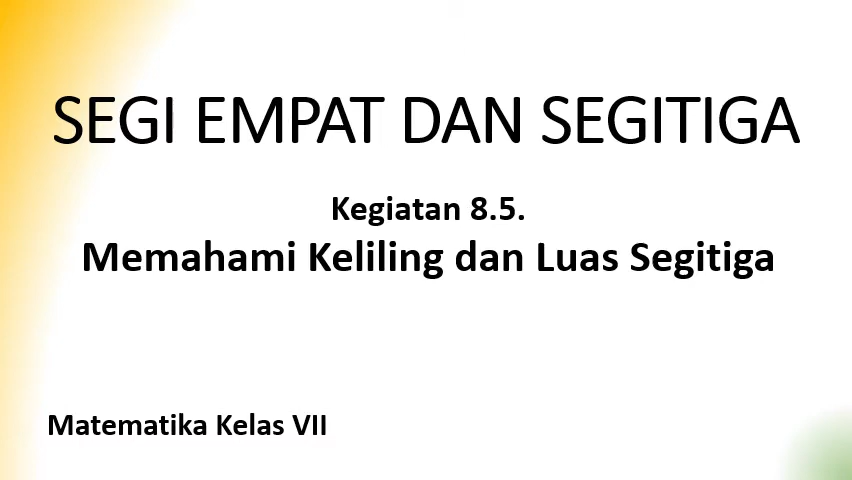 SEGI EMPAT DAN SEGITIGA
Kegiatan 8.5.
Memahami Keliling dan Luas Segitiga
Matematika Kelas VII